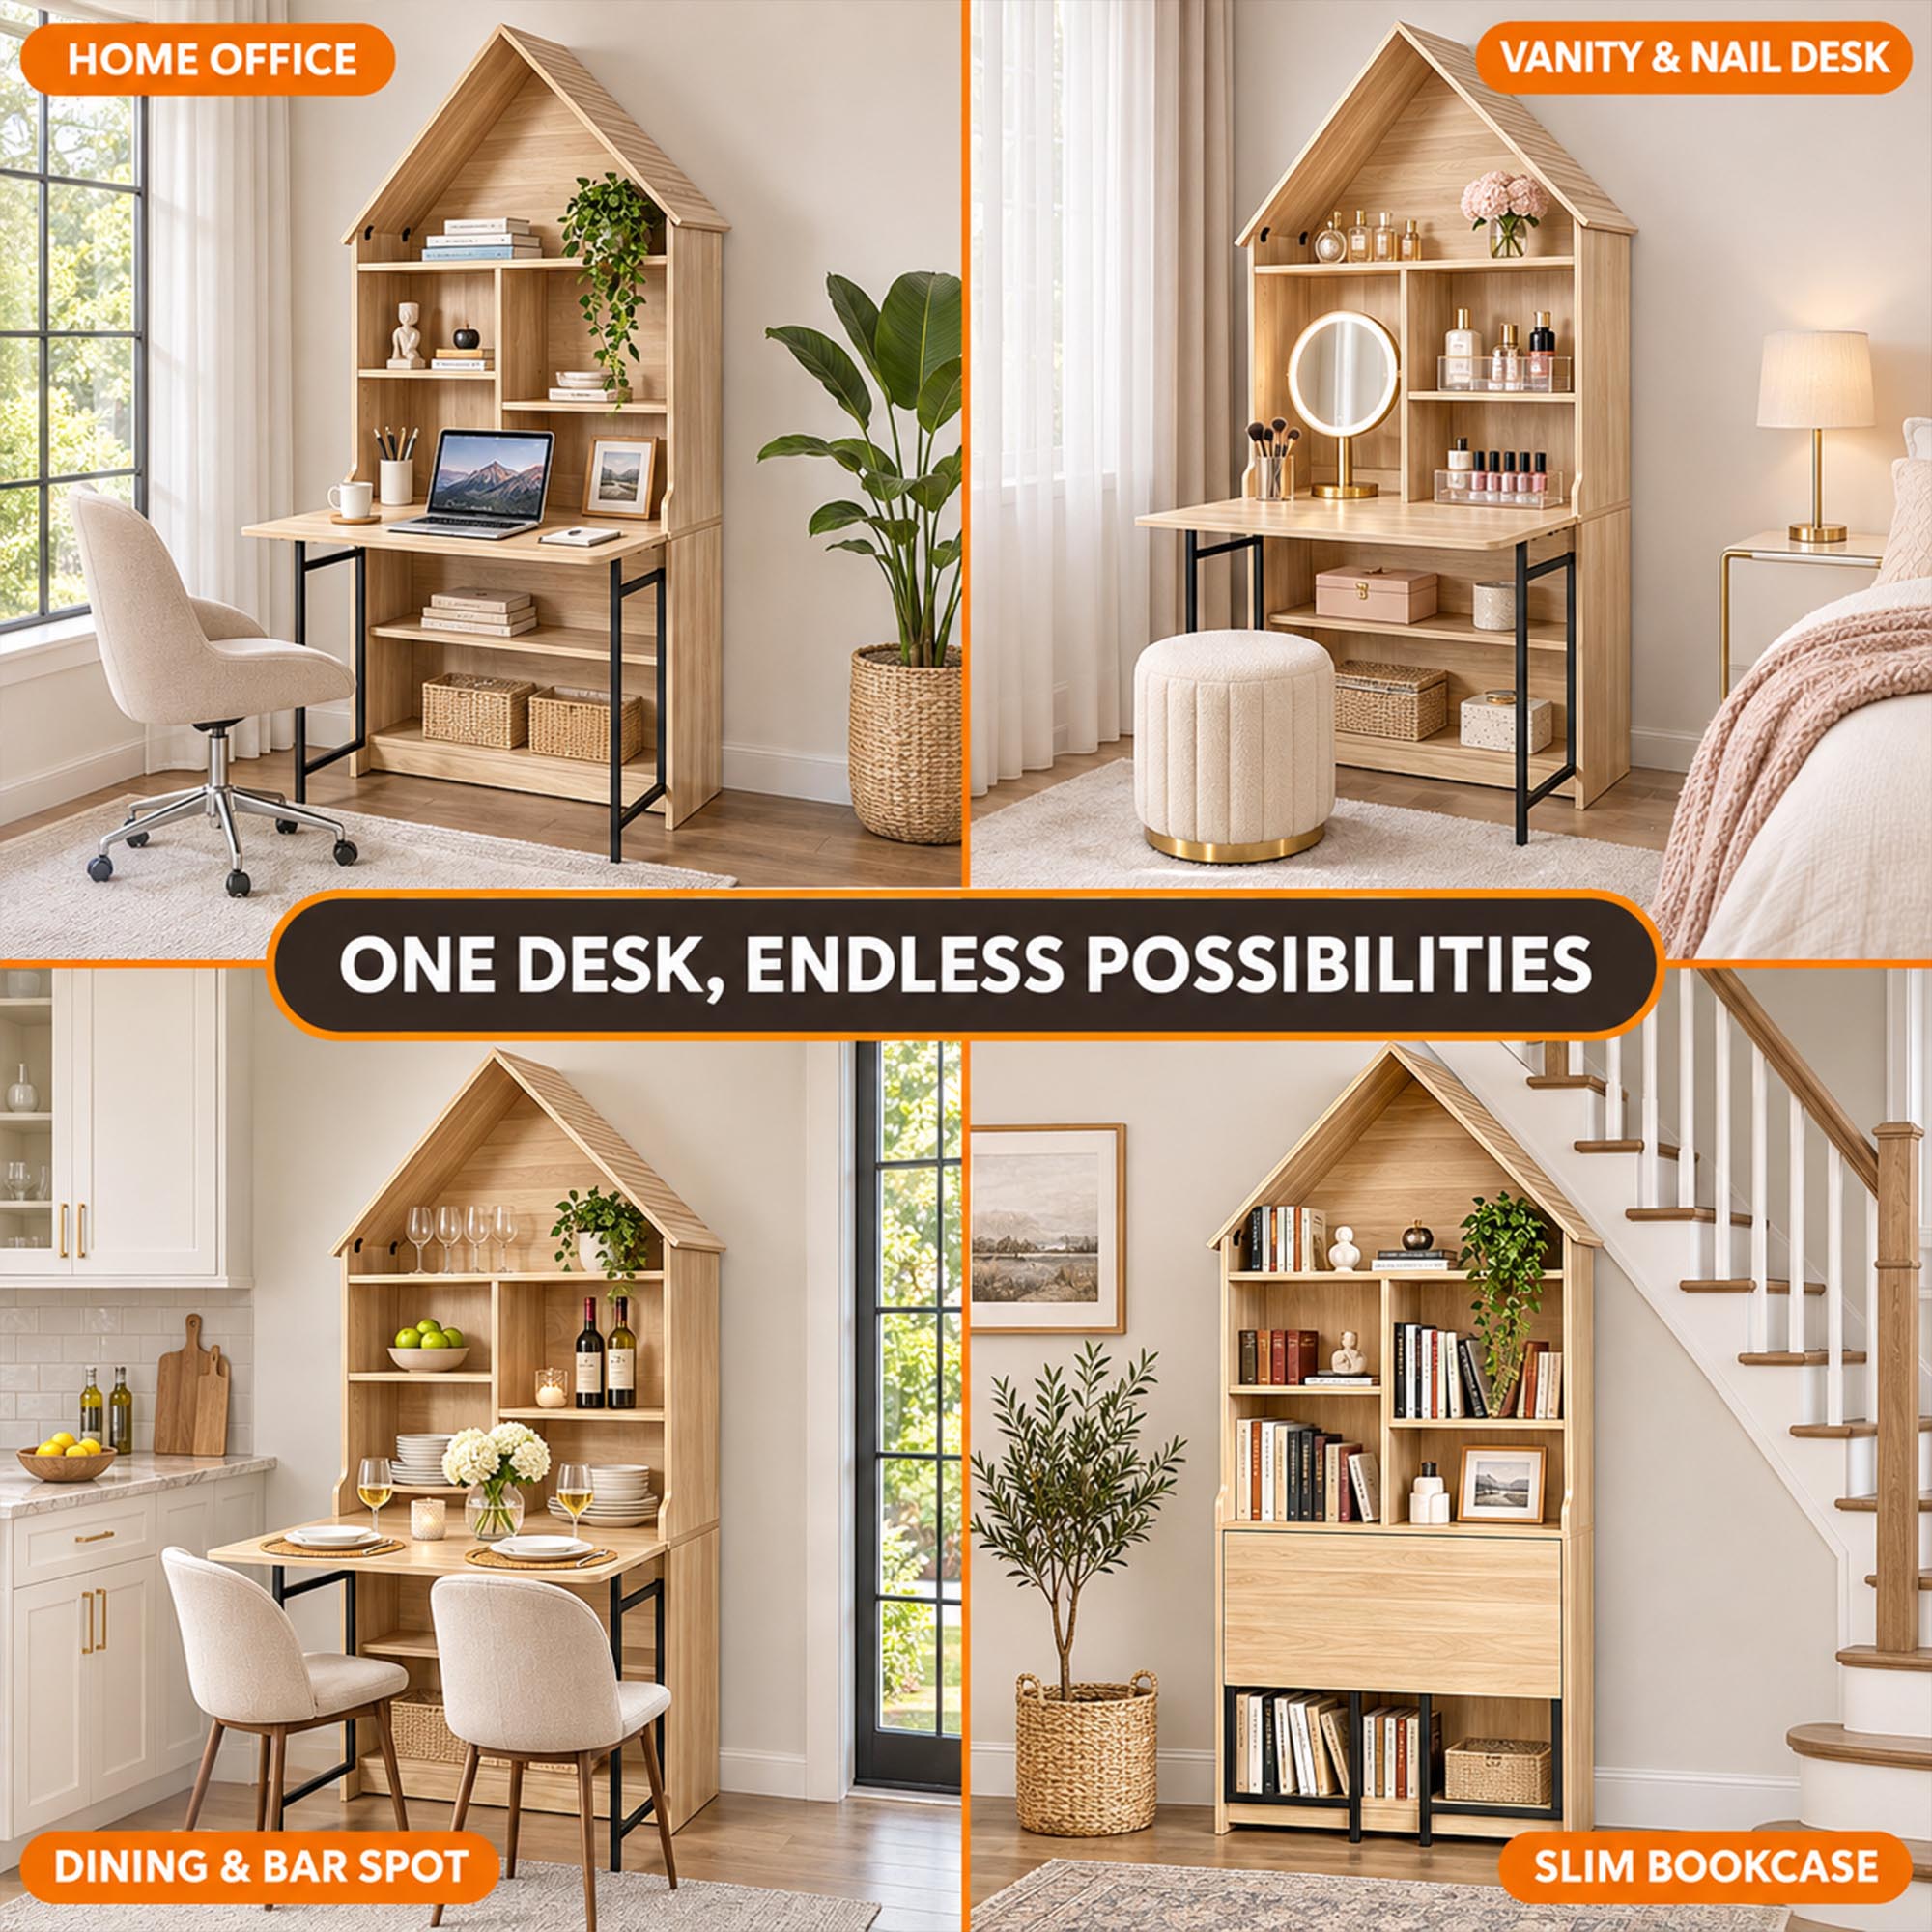 HOME OFFICE
VANITY & NAIL DESK
ONE DESK, ENDLESS POSSIBILITIES
DINING & BAR SPOT
SLIM BOOKCASE